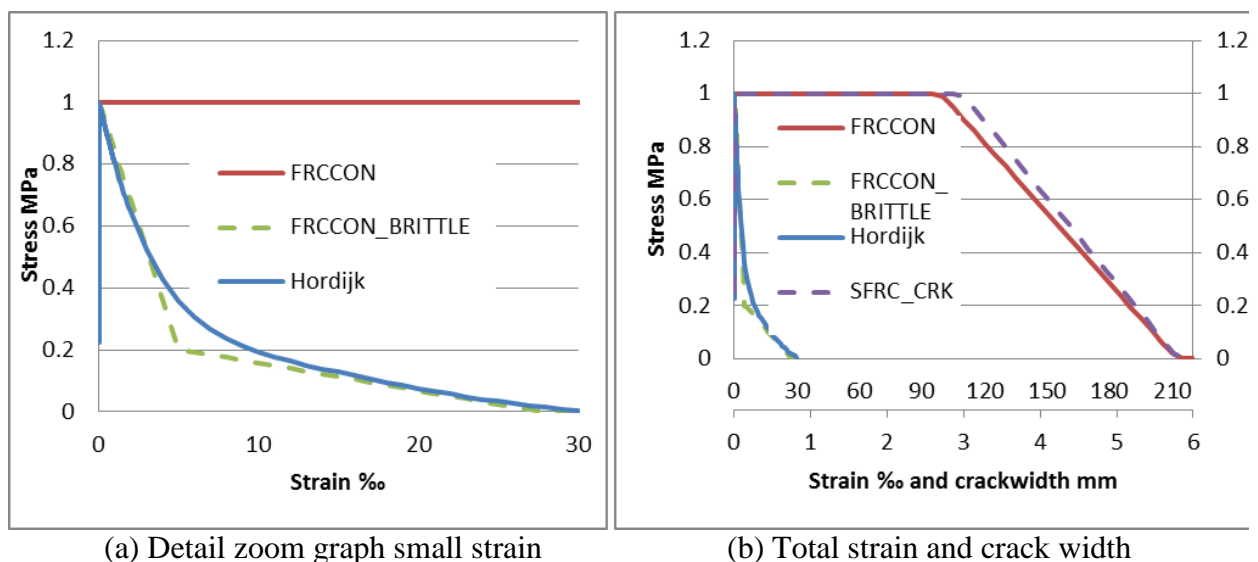 1.2
1
0.8
0.6
0.4
0.2
0
Stress MPa
FRCCON
FRCCON_BRITTLE
Hordijk
0 10 20 30
Strain ‰
(a) Detail zoom graph small strain
1.2
1
0.8
0.6
0.4
0.2
0
Stress MPa
FRCCON
FRCCON_
BRITTLE
Hordijk
SFRC_CRK
1.2
1
0.8
0.6
0.4
0.2
0
0 30 60 90 120 150 180 210
0 1 2 3 4 5 6
Strain ‰ and crackwidth mm
(b) Total strain and crack width